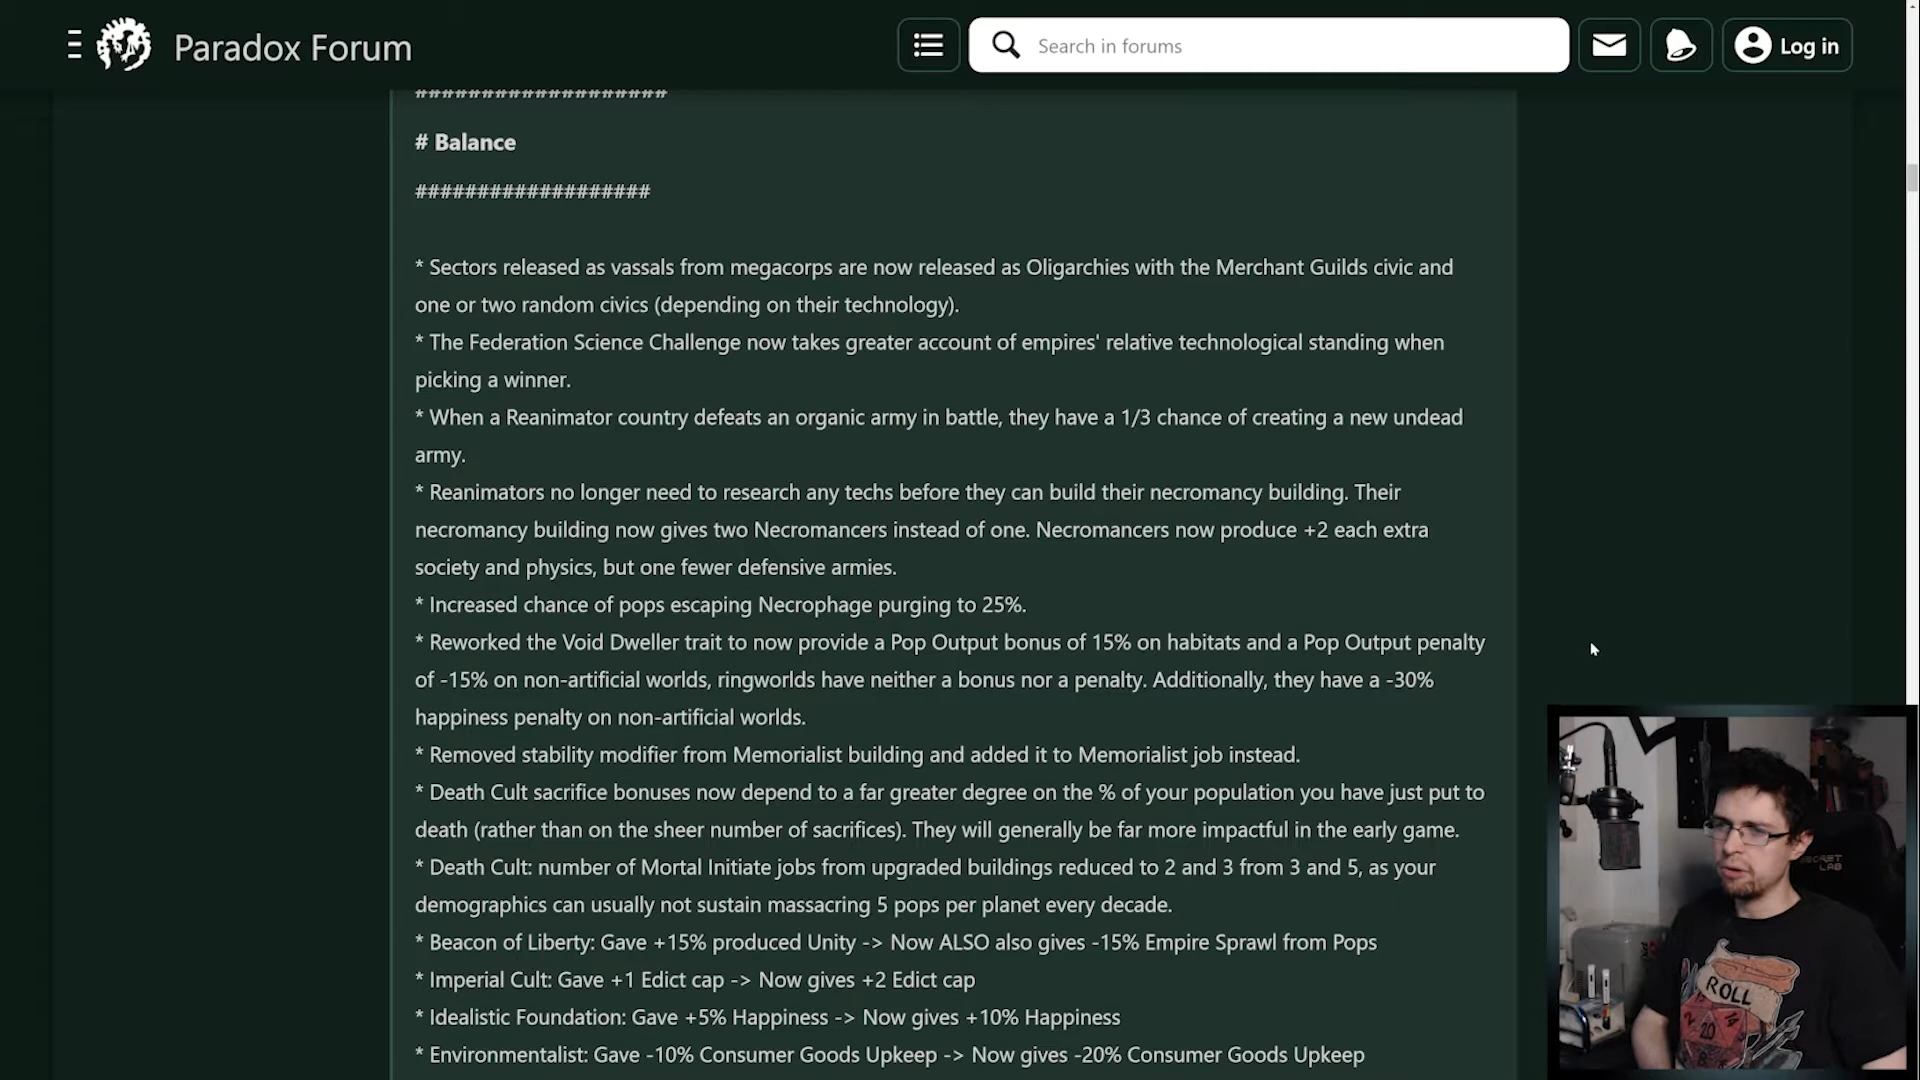 Paradox Forum
Search in forums
Log in
###################
# Balance
###################
* Sectors released as vassals from megacorps are now released as Oligarchies with the Merchant Guilds civic and
one or two random civics (depending on their technology).
* The Federation Science Challenge now takes greater account of empires' relative technological standing when
picking a winner.
* When a Reanimator country defeats an organic army in battle, they have a 1/3 chance of creating a new undead
army.
* Reanimators no longer need to research any techs before they can build their necromancy building. Their
necromancy building now gives two Necromancers instead of one. Necromancers now produce +2 each extra
society and physics, but one fewer defensive armies.
* Increased chance of pops escaping Necrophage purging to 25%.
* Reworked the Void Dweller trait to now provide a Pop Output bonus of 15% on habitats and a Pop Output penalty
of -15% on non-artificial worlds, ringworlds have neither a bonus nor a penalty. Additionally, they have a -30%
happiness penalty on non-artificial worlds.
* Removed stability modifier from Memorialist building and added it to Memorialist job instead.
* Death Cult sacrifice bonuses now depend to a far greater degree on the % of your population you have just put to
death (rather than on the sheer number of sacrifices). They will generally be far more impactful in the early game.
* Death Cult: number of Mortal Initiate jobs from upgraded buildings reduced to 2 and 3 from 3 and 5, as your
demographics can usually not sustain massacring 5 pops per planet every decade.
* Beacon of Liberty: Gave +15% produced Unity -> Now ALSO also gives -15% Empire Sprawl from Pops
* Imperial Cult: Gave +1 Edict cap -> Now gives +2 Edict cap
* Idealistic Foundation: Gave +5% Happiness -> Now gives +10% Happiness
* Environmentalist: Gave -10% Consumer Goods Upkeep -> Now gives -20% Consumer Goods Upkeep
ROLL
20
LAB